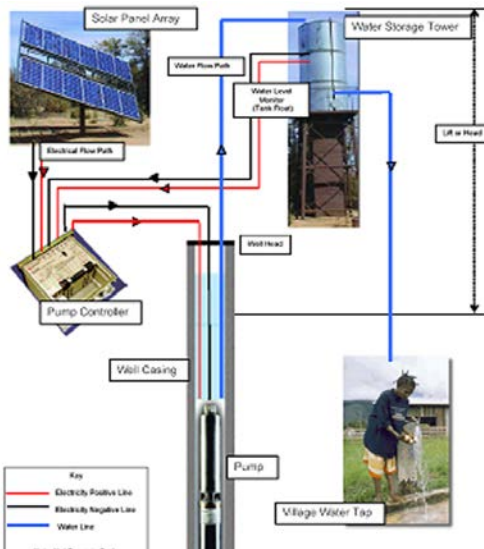 Solar Panel Array
Water Storage Tower
Water Flow Path
Water Level
Monitor
(Tank Float)
Lift or Head
Electrical Flow Path
Well Head
Pump Controller
Well Casing
Pump
Village Water Tap
Key
Electricity Positive Line
Electricity Negative Line
Water Line